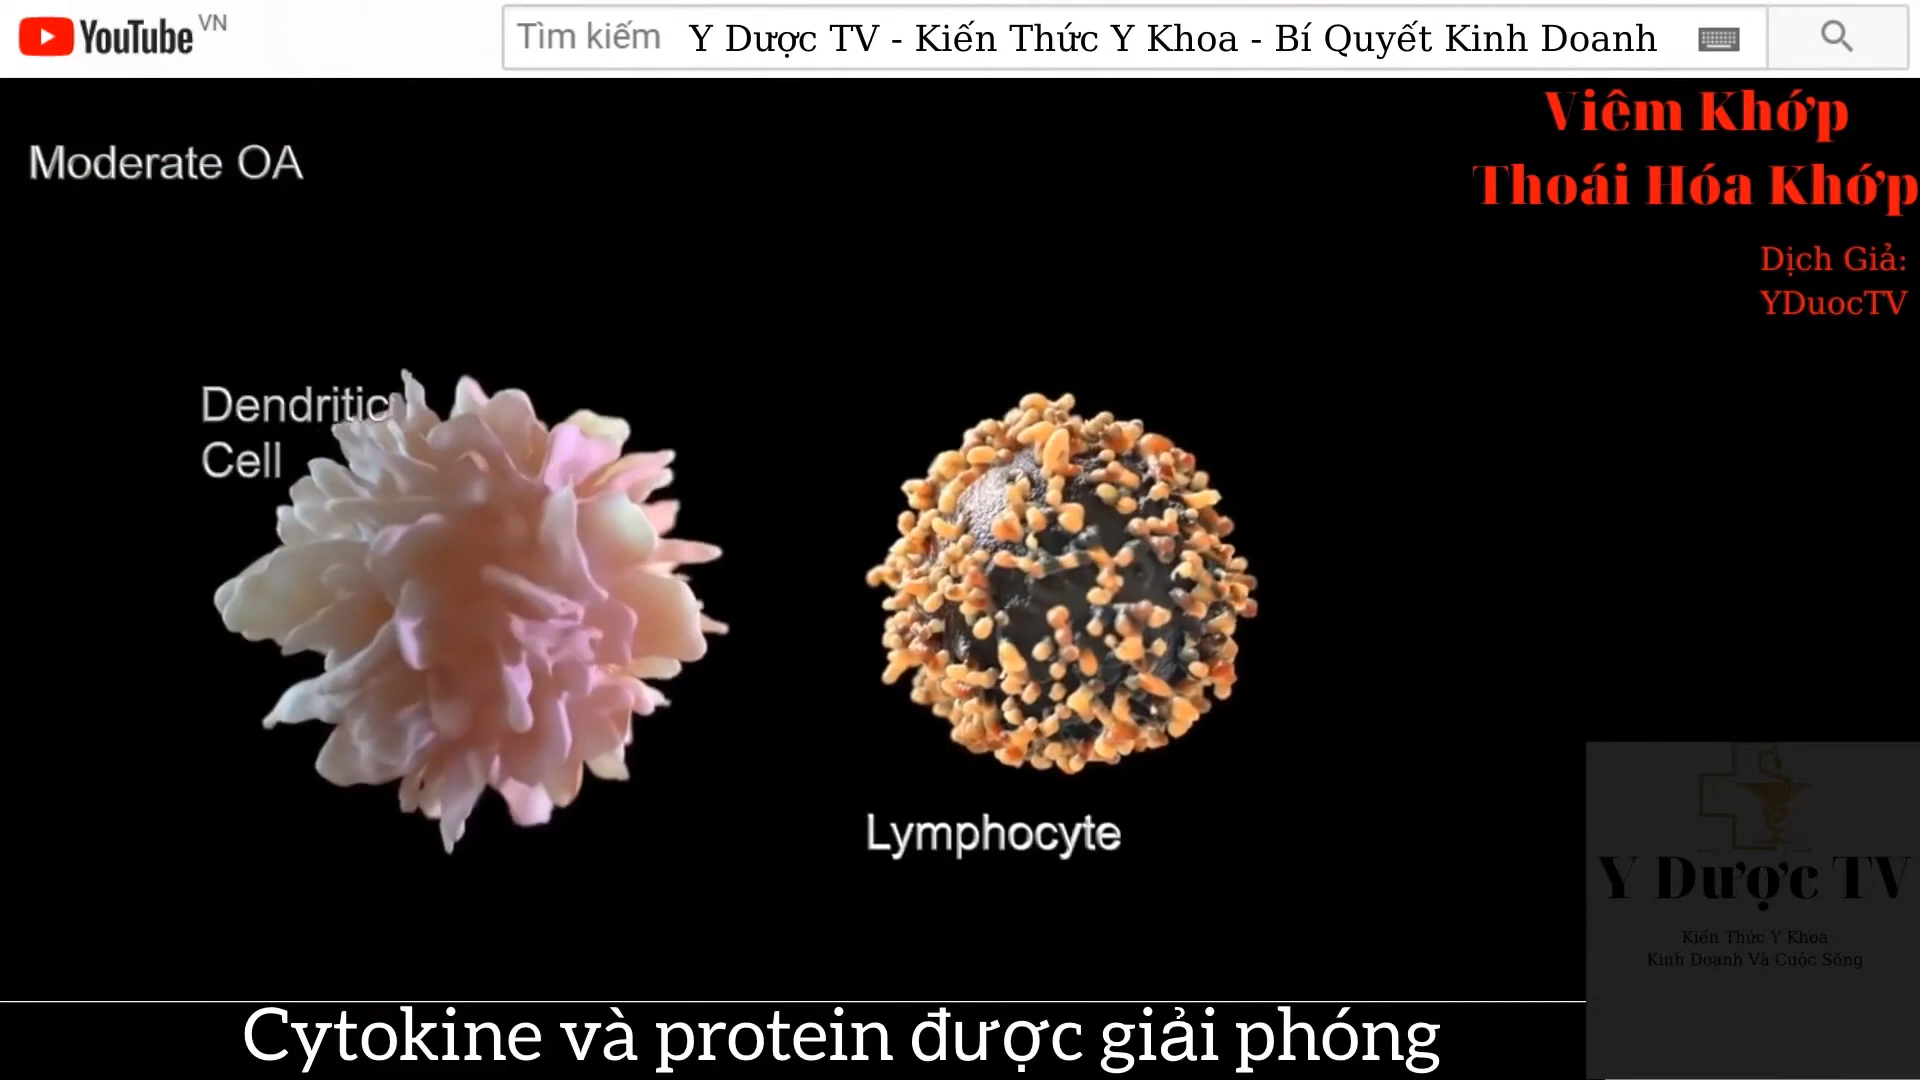 YouTube VN
Tìm kiếm Y Dược TV - Kiến Thức Y Khoa - Bí Quyết Kinh Doanh
Viêm Khớp
Thoái Hóa Khớp
Dịch Giả:
YDuocTV
Moderate OA
Dendritic
Cell
Lymphocyte
Y Dược TV
Kiến Thức Y Khoa
Kinh Doanh Và Cuộc Sống
Cytokine và protein được giải phóng